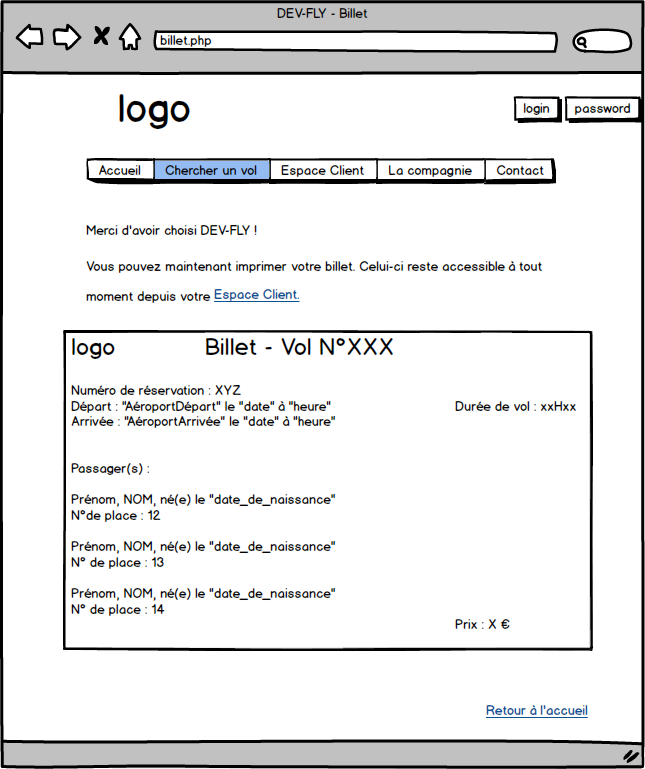 DEV-FLY - Billet
billet.php
logo
login
password
Accueil
Chercher un vol
Espace Client
La compagnie
Contact
Merci d'avoir choisi DEV-FLY !
Vous pouvez maintenant imprimer votre billet. Celui-ci reste accessible à tout
moment depuis votre Espace Client.
logo
Billet - Vol N°XXX
Numéro de réservation : XYZ
Départ : "AéroportDépart" le "date" à "heure"
Durée de vol : xxHxx
Arrivée : "AéroportArrivée" le "date" à "heure"
Passager(s) :
Prénom, NOM, né(e) le "date_de_naissance"
N°de place : 12
Prénom, NOM, né(e) le "date_de_naissance"
N° de place : 13
Prénom, NOM, né(e) le "date_de_naissance"
N° de place : 14
Prix : X €
Retour à l'accueil